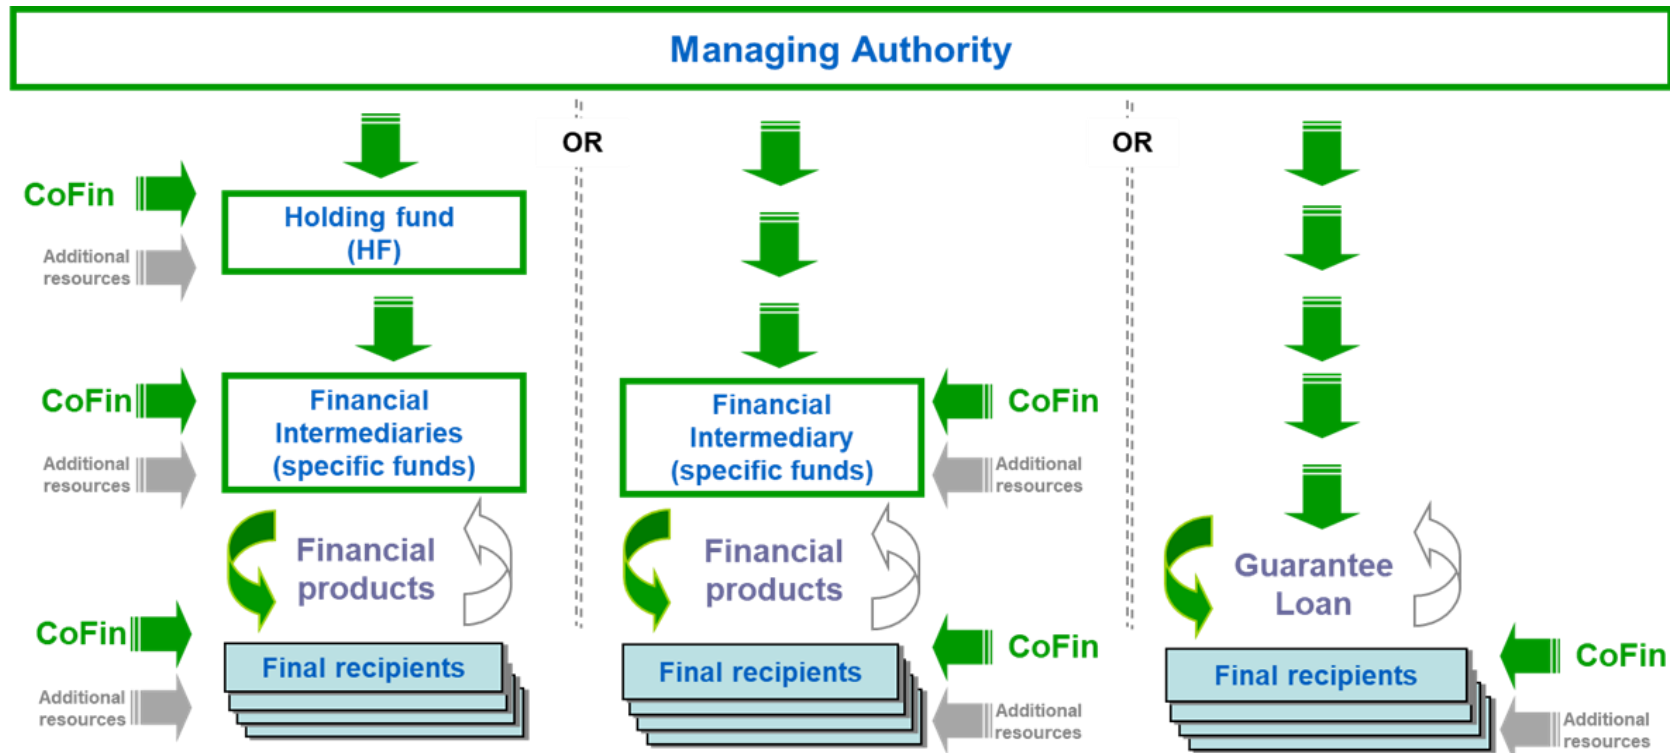 Managing Authority
OR
OR
CoFin
Holding fund
(HF)
Additional
resources
CoFin
Financial
Intermediaries
(specific funds)
Additional
resources
Financial
Intermediary
(specific funds)
CoFin
Additional
resources
Financial
products
Financial
products
Guarantee
Loan
CoFin
Final recipients
Additional
resources
Final recipients
CoFin
Additional
resources
Final recipients
CoFin
Additional
resources